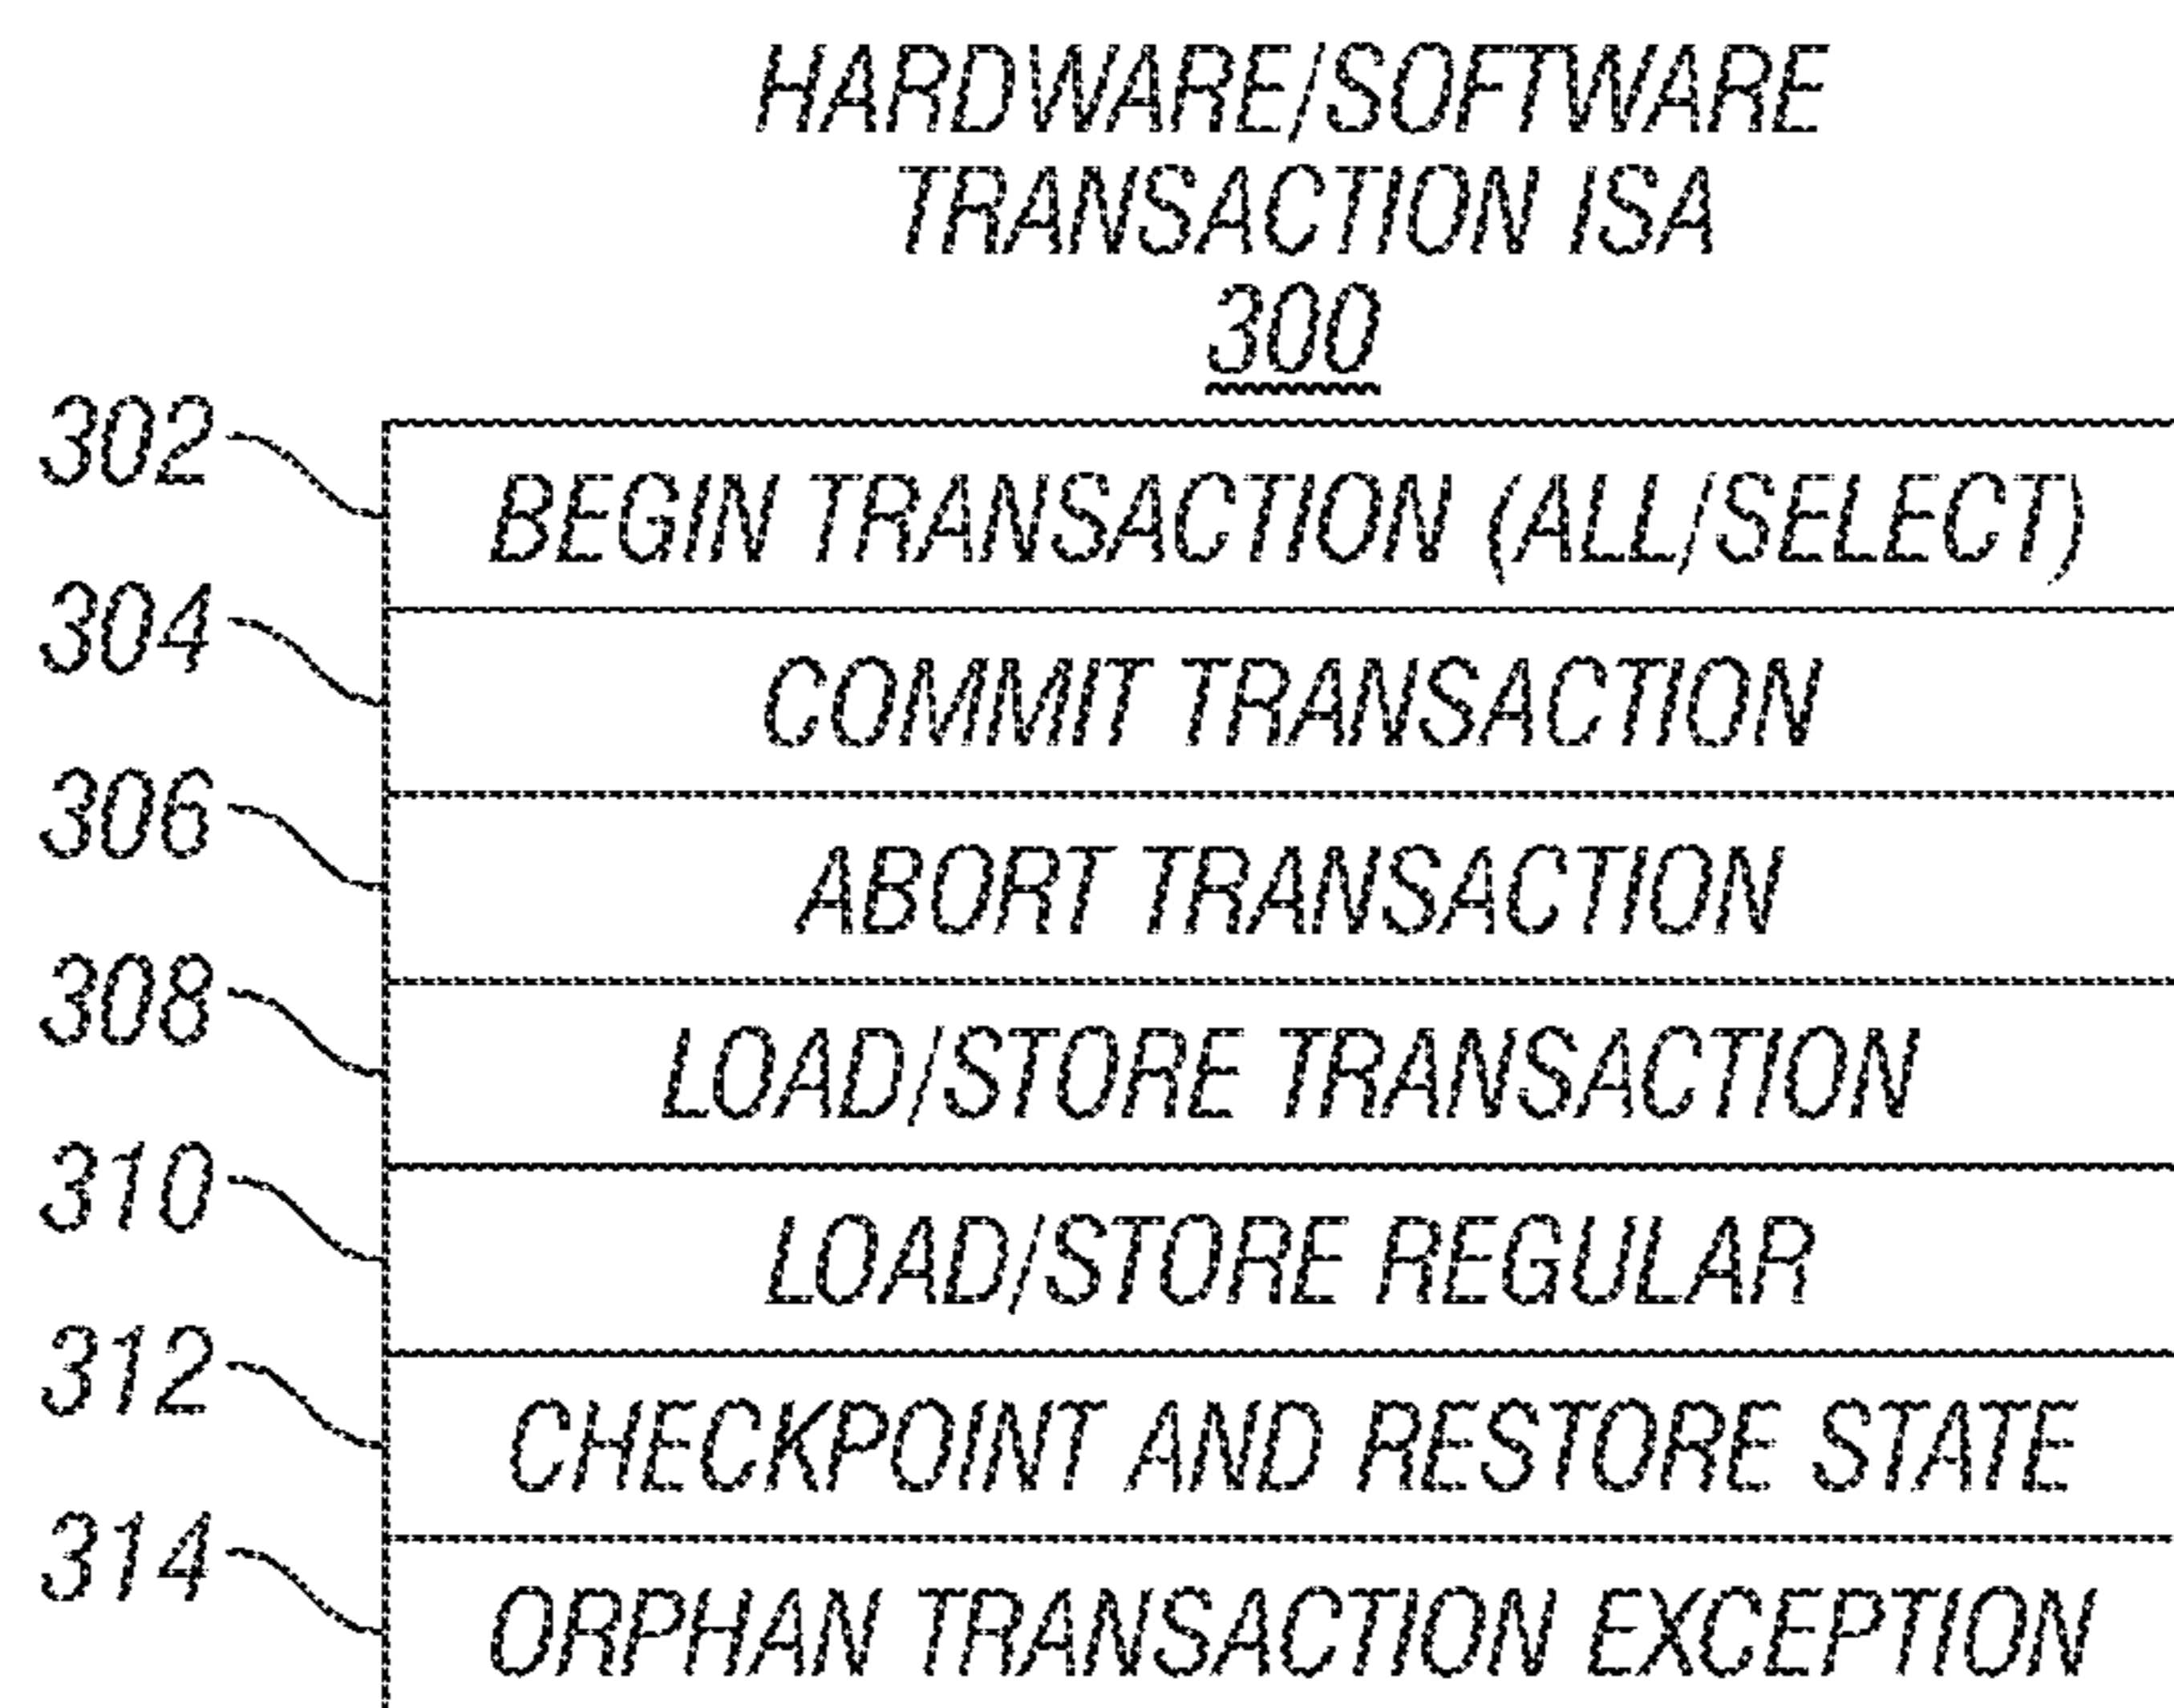 HARDWARE/SOFTWARE
TRANSACTION ISA
300
302 BEGIN TRANSACTION (ALL/SELECT)
304 COMMIT TRANSACTION
306 ABORT TRANSACTION
308 LOAD/STORE TRANSACTION
310 LOAD/STORE REGULAR
312 CHECKPOINT AND RESTORE STATE
314 ORPHAN TRANSACTION EXCEPTION